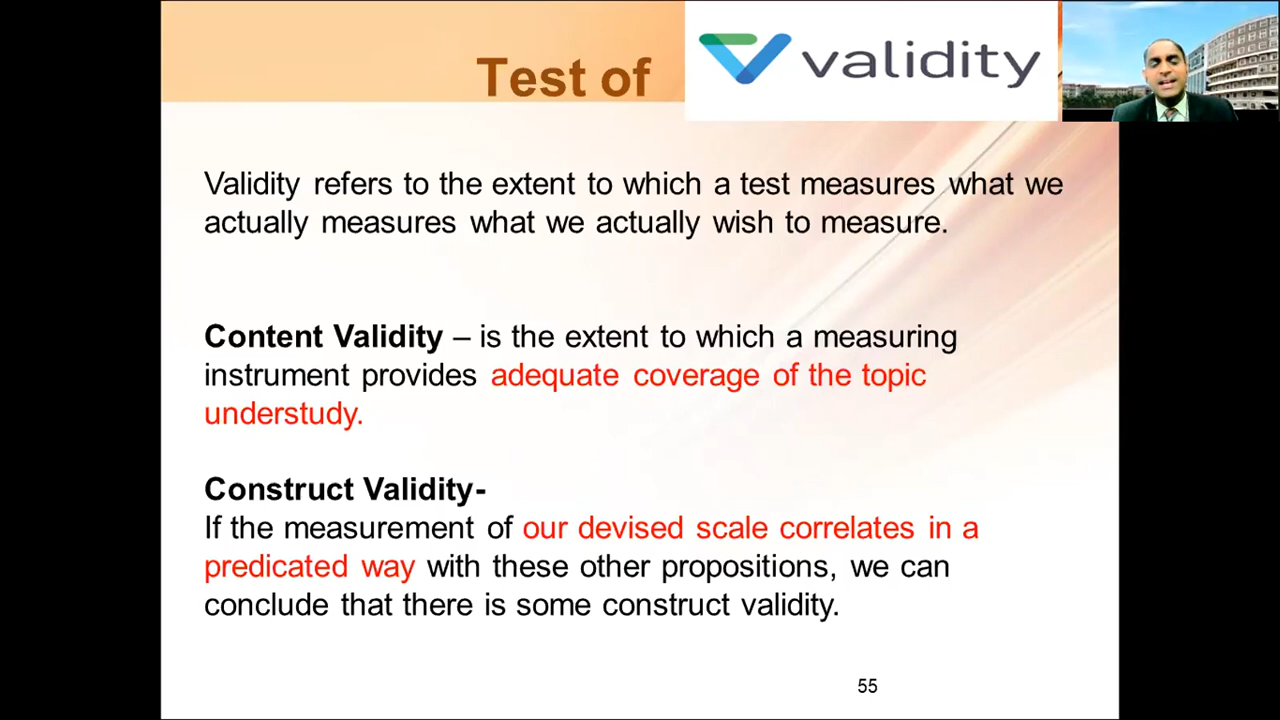 Test of validity
Validity refers to the extent to which a test measures what we
actually measures what we actually wish to measure.
Content Validity – is the extent to which a measuring
instrument provides adequate coverage of the topic
understudy.
Construct Validity-
If the measurement of our devised scale correlates in a
predicated way with these other propositions, we can
conclude that there is some construct validity.
55